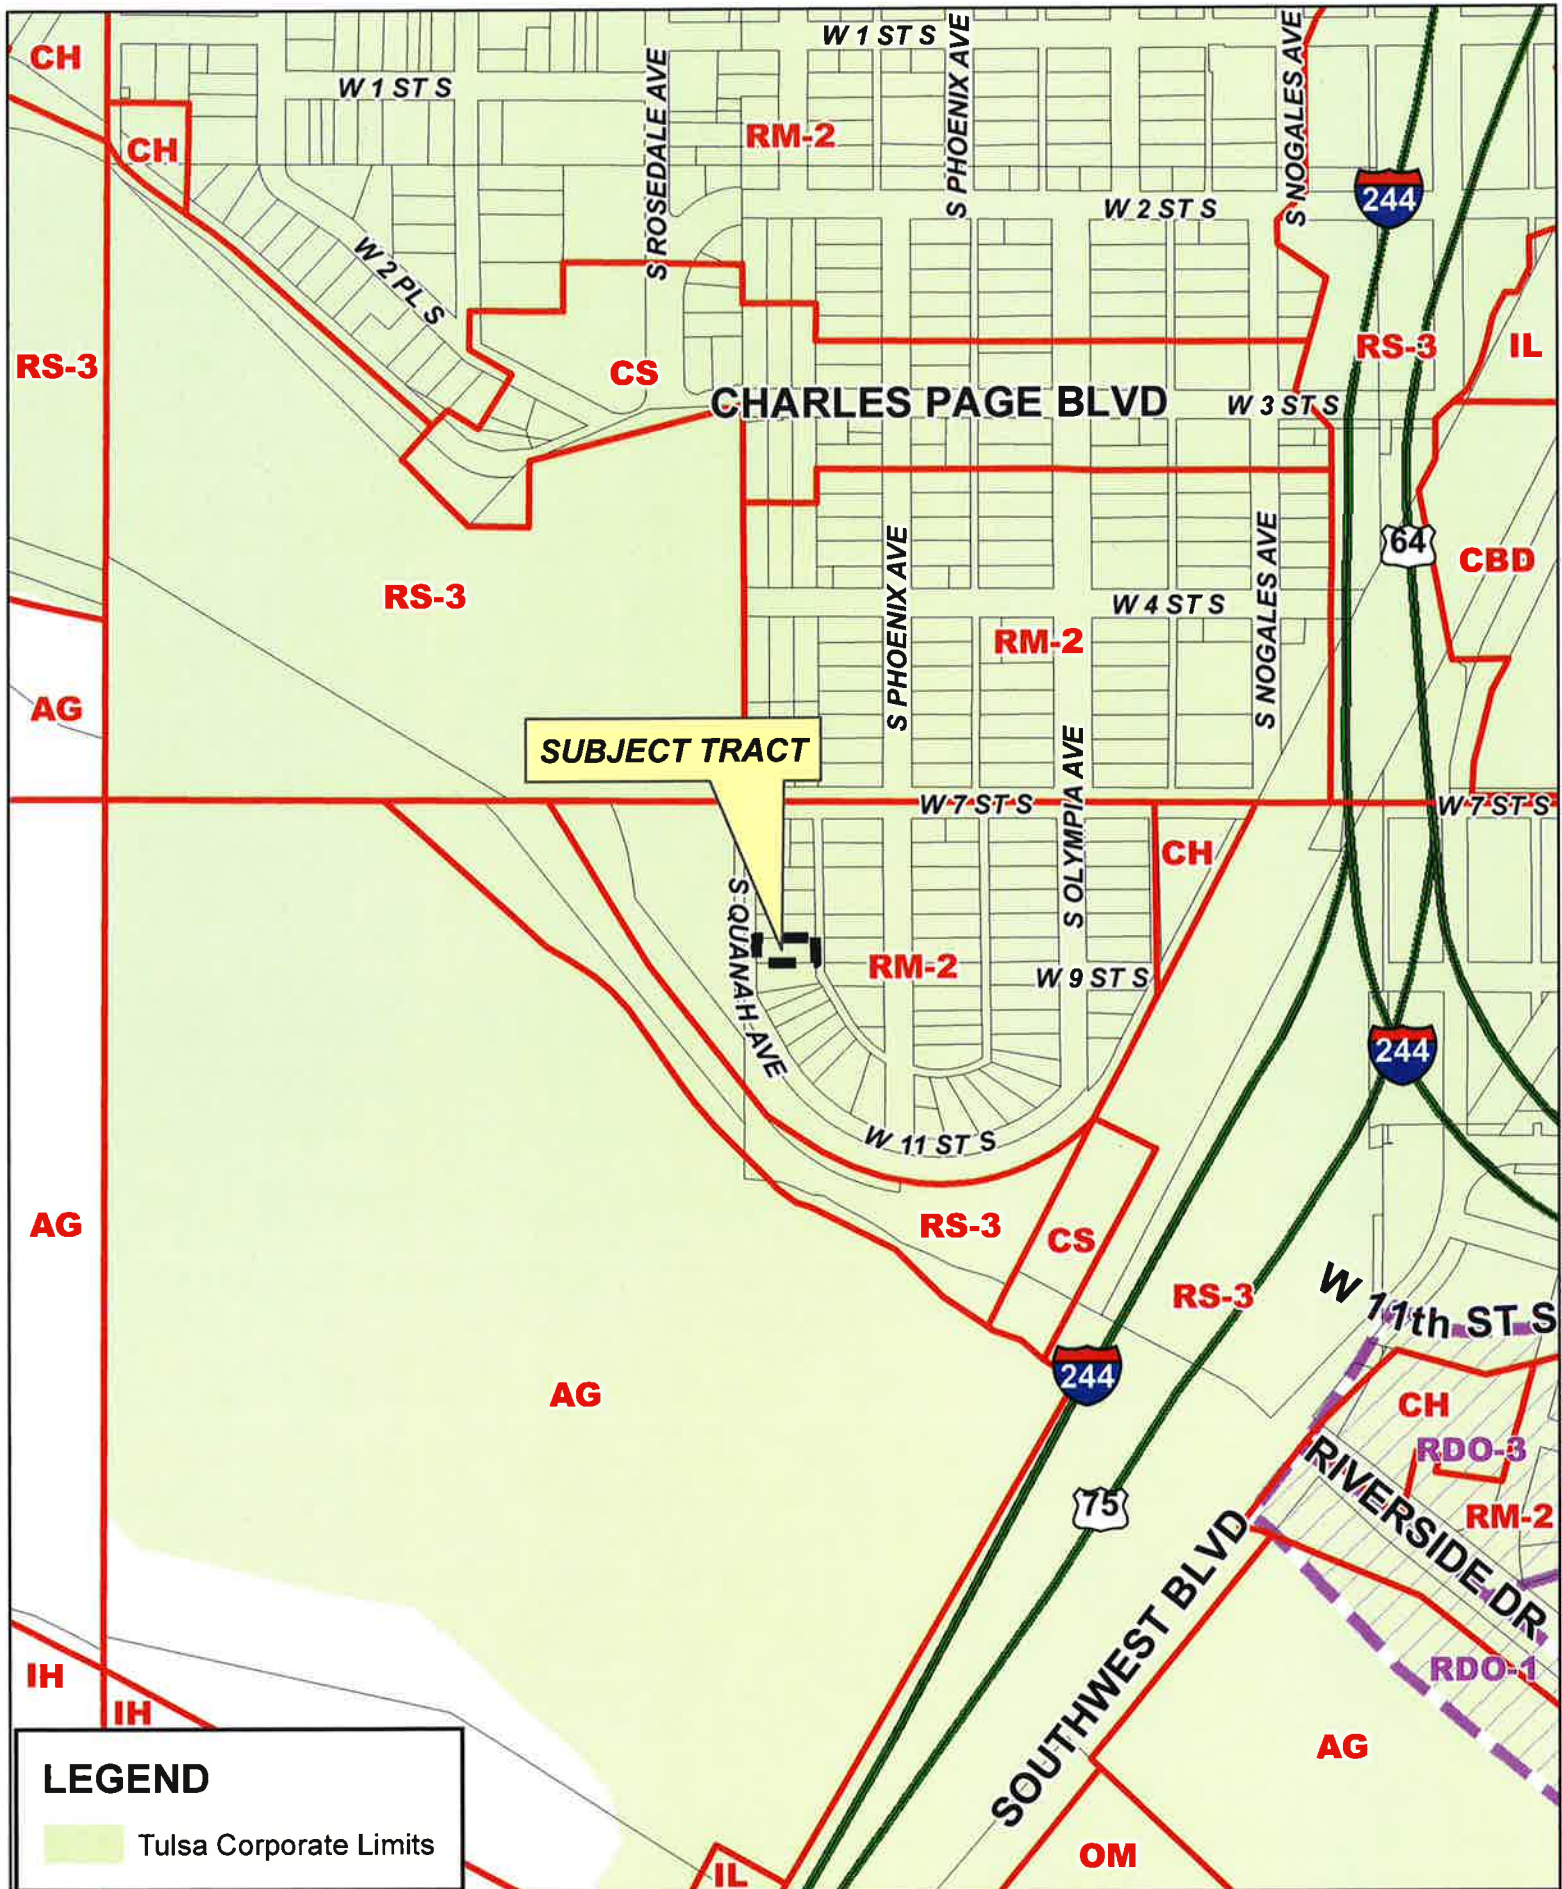 W 1 ST S
S PHOENIX AVE
S NOGALES AVE
CH
W 1 ST S
S ROSEDALE AVE
RM-2
CH
244
W 2 ST S
W 2 PL S
RS-3
CS
RS-3
IL
CHARLES PAGE BLVD
W 3 ST S
64
CBD
RS-3
S PHOENIX AVE
S NOGALES AVE
W 4 ST S
RM-2
AG
SUBJECT TRACT
S OLYMPIA AVE
W 7 ST S
W 7 ST S
CH
S QUANAH AVE
RM-2
W 9 ST S
244
W 11 ST S
AG
RS-3
CS
RS-3
W 11th ST S
244
AG
CH
RDO-3
75
RIVERSIDE DR
RM-2
SOUTHWEST BLVD
RDO-1
IH
IH
AG
LEGEND
Tulsa Corporate Limits
OM
IL